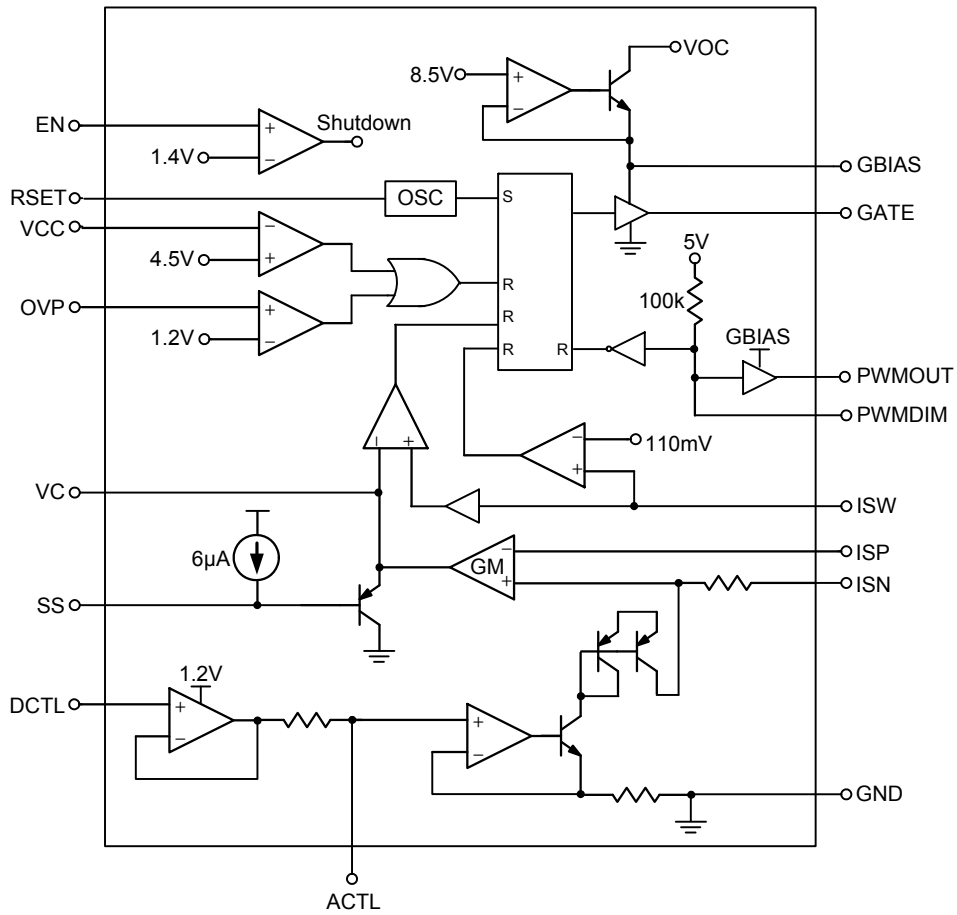 VOC
8.5V
+
−
EN
+
Shutdown
1.4V
−
GBIAS
RSET
OSC
S
GATE
VCC
−
4.5V
+
5V
R
100k
OVP
+
R
1.2V
−
R
R
GBIAS
PWMOUT
PWMDIM
−
+
−
110mV
+
VC
ISW
6µA
GM
−
ISP
+
ISN
SS
1.2V
DCTL
+
−
+
−
GND
ACTL